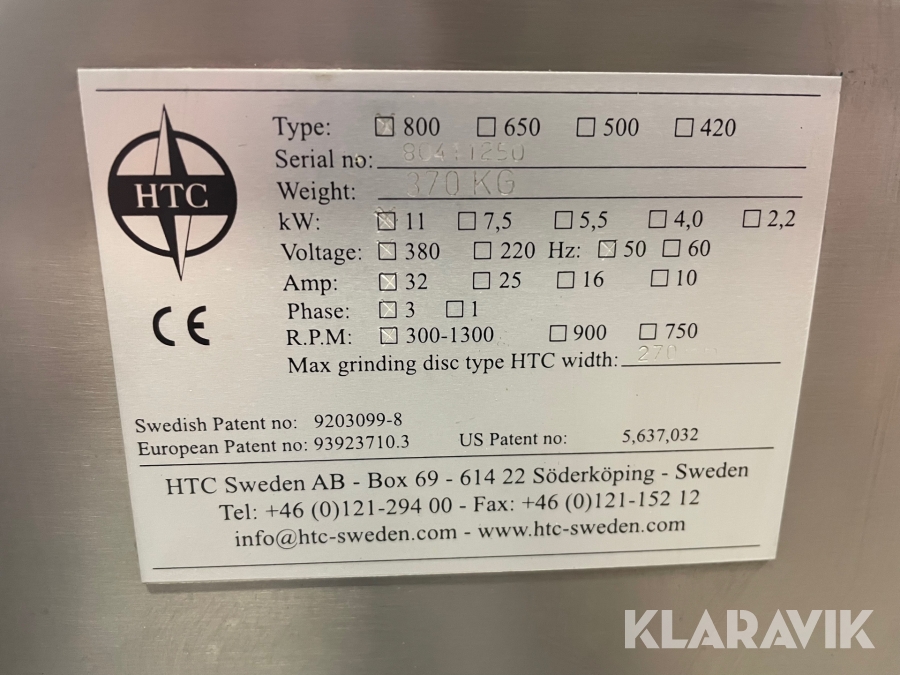 HTC
Type: ☒ 800 ☐ 650 ☐ 500 ☐ 420
Serial no:
Weight: 370 KG
kW: ☒ 11 ☐ 7,5 ☐ 5,5 ☐ 4,0 ☐ 2,2
Voltage: ☒ 380 ☐ 220 Hz: ☒ 50 ☐ 60
Amp: ☒ 32 ☐ 25 ☐ 16 ☐ 10
Phase: ☒ 3 ☐ 1
R.P.M: ☒ 300-1300 ☐ 900 ☐ 750
Max grinding disc type HTC width: 270
CE
Swedish Patent no: 9203099-8
European Patent no: 93923710.3 US Patent no: 5,637,032
HTC Sweden AB - Box 69 - 614 22 Söderköping - Sweden
Tel: +46 (0)121-294 00 - Fax: +46 (0)121-152 12
info@htc-sweden.com - www.htc-sweden.com
KLARAVIK